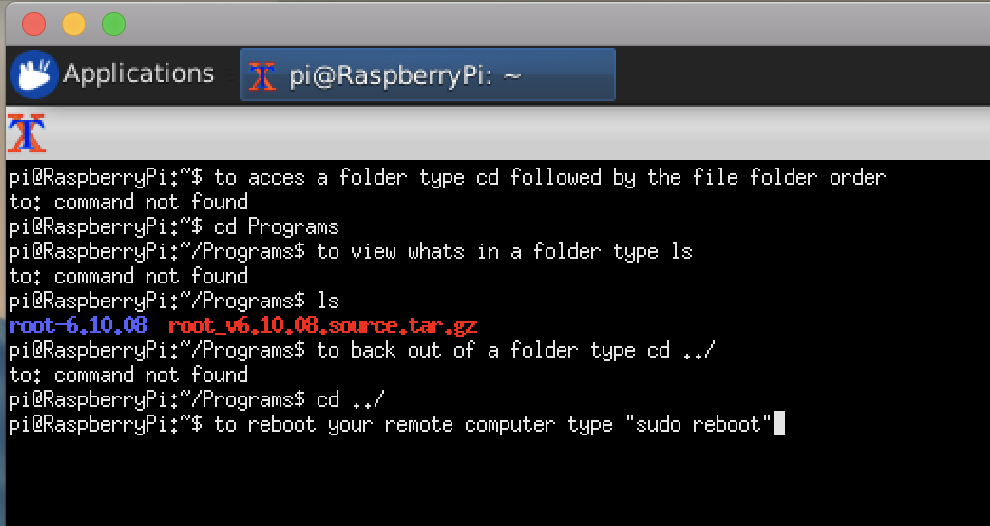 Applications
pi@RaspberryPi: ~
pi@RaspberryPi:~$ to acces a folder type cd followed by the file folder order
to: command not found
pi@RaspberryPi:~$ cd Programs
pi@RaspberryPi:~/Programs$ to view whats in a folder type ls
to: command not found
pi@RaspberryPi:~/Programs$ ls
root-6.10.08  root_v6.10.08.source.tar.gz
pi@RaspberryPi:~/Programs$ to back out of a folder type cd ../
to: command not found
pi@RaspberryPi:~/Programs$ cd ../
pi@RaspberryPi:~$ to reboot your remote computer type "sudo reboot"